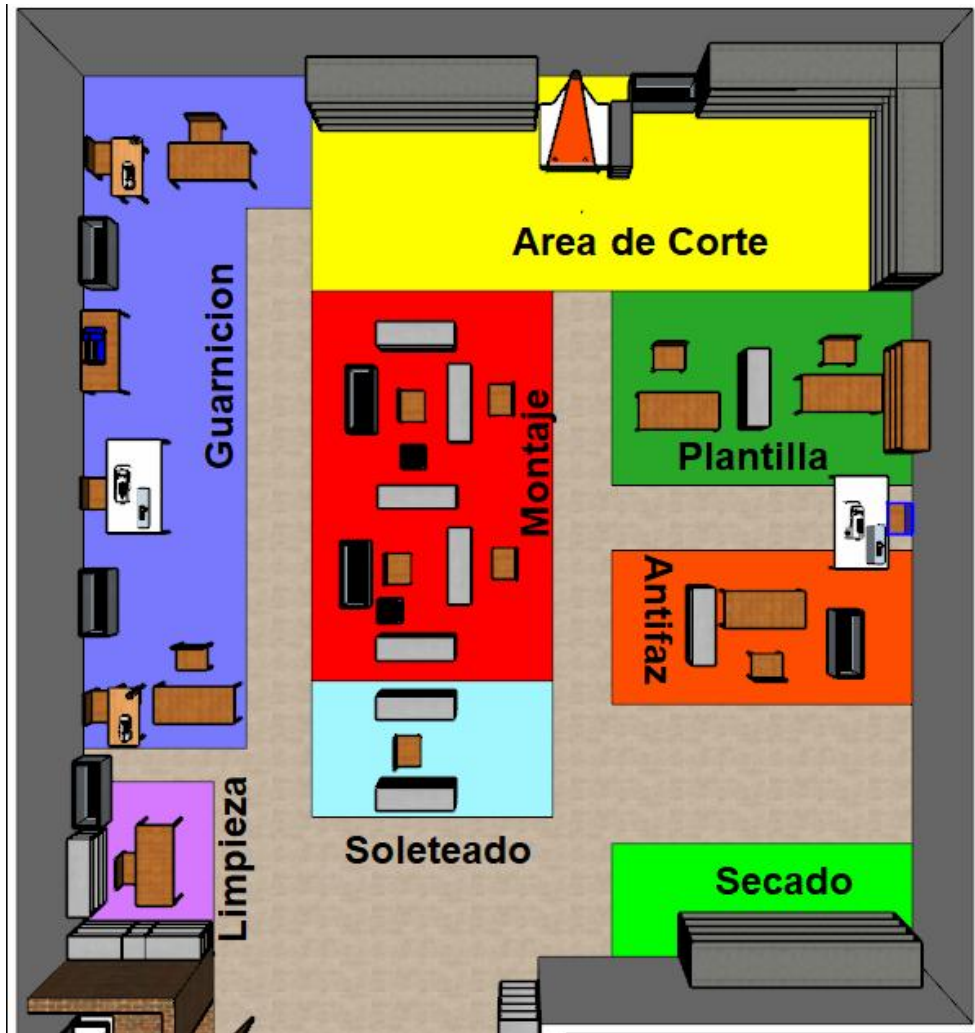 Area de Corte
Guarnicion
Montaje
Plantilla
Antifaz
Soleteado
Limpieza
Secado